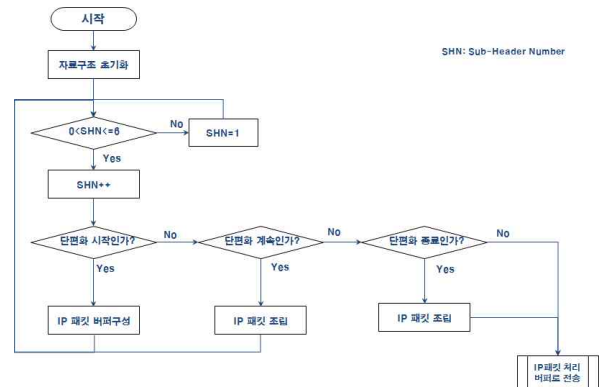 시작
자료구조 초기화
SHN: Sub-Header Number
0<SHN<=6
No
SHN=1
Yes
SHN++
단편화 시작인가?
No
단편화 계속인가?
No
단편화 종료인가?
No
Yes
Yes
Yes
IP 패킷 버퍼구성
IP 패킷 조립
IP 패킷 조립
IP패킷 처리
버퍼로 전송